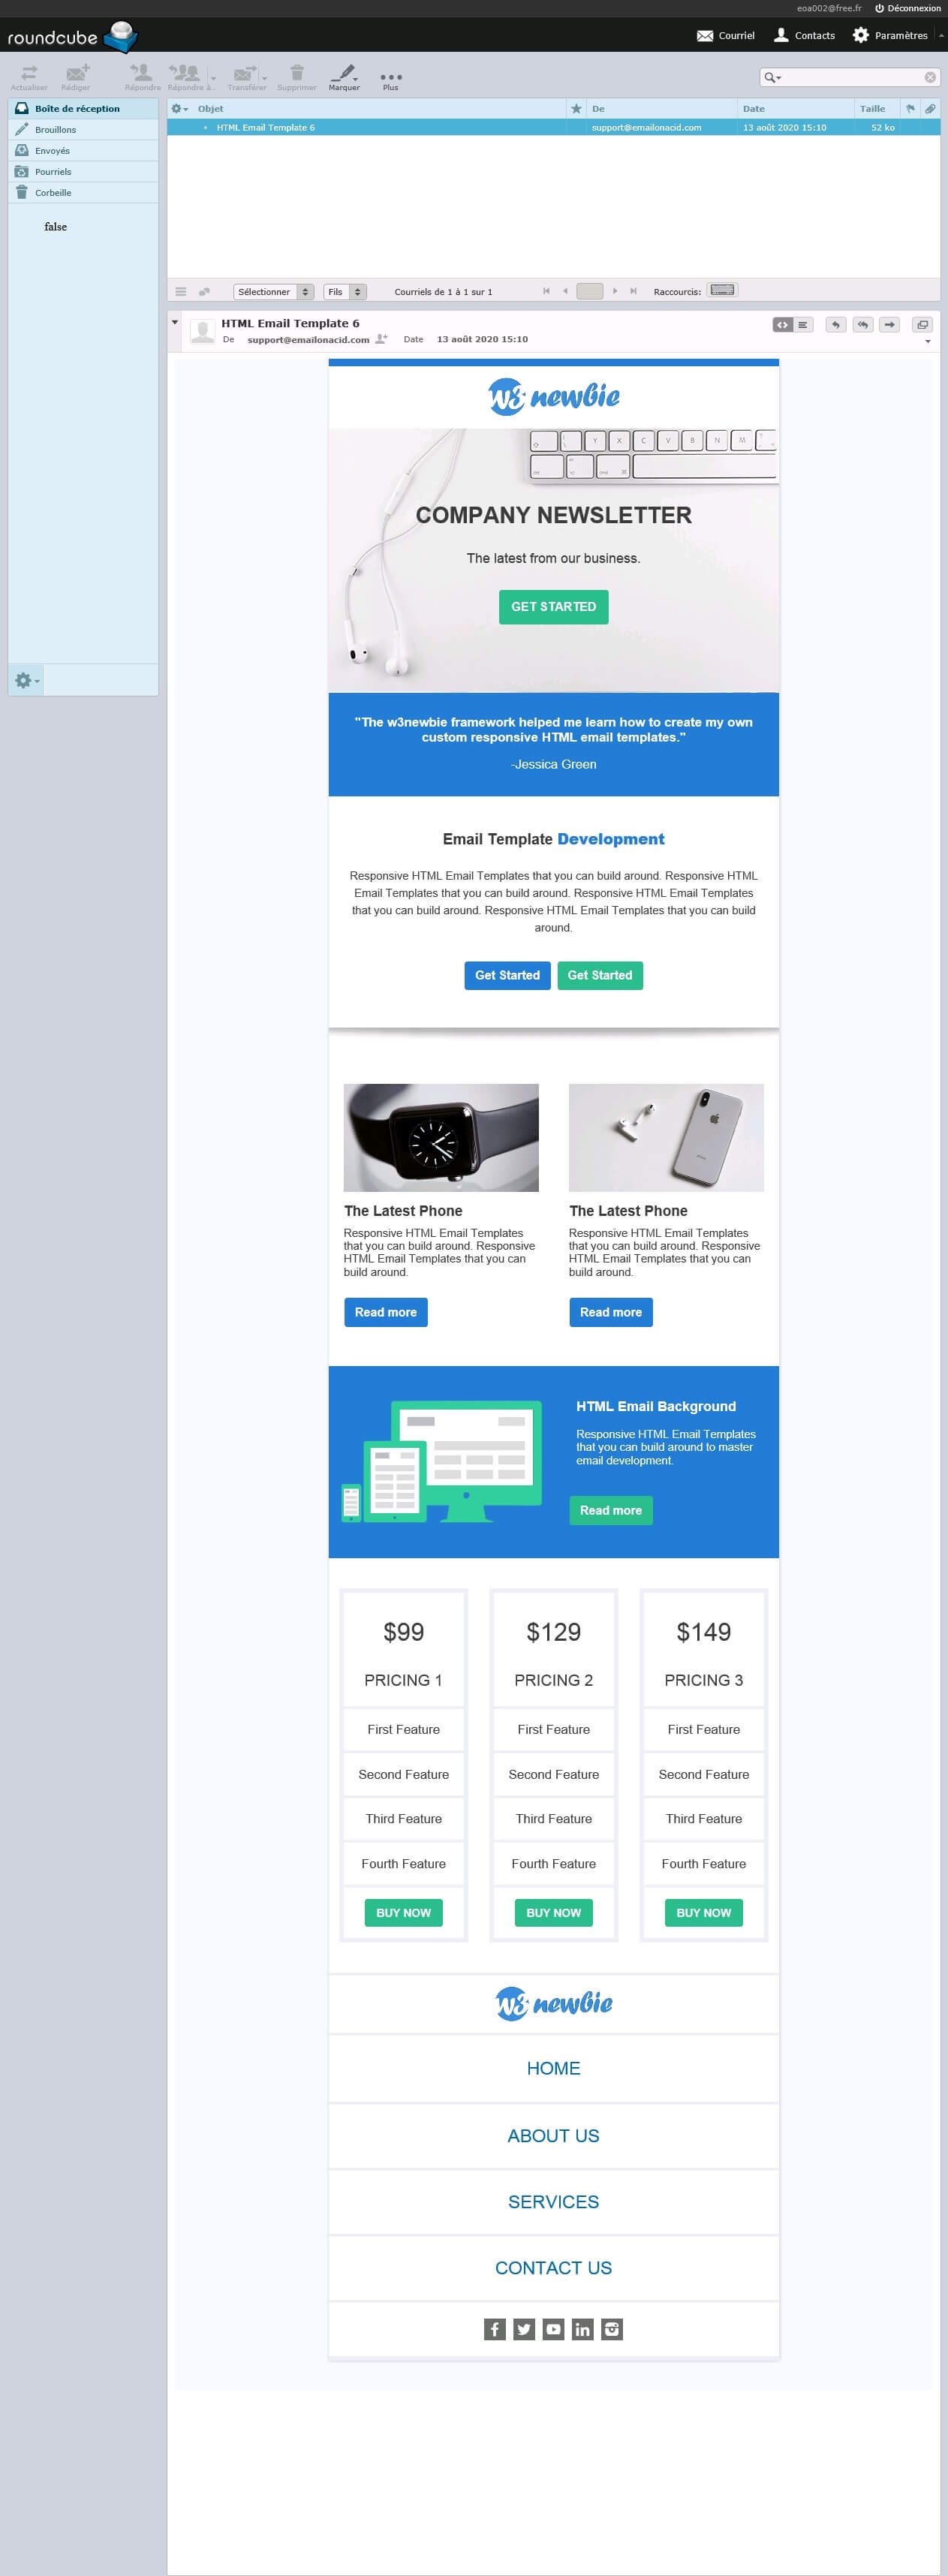 eoa002@free.fr Déconnexion
roundcube
Courriel Contacts Paramètres
Actualiser Rédiger Répondre Répondre à... Transférer Supprimer Marquer Plus
Boîte de réception
Brouillons
Envoyés
Pourriels
Corbeille
false
Objet De Date Taille
HTML Email Template 6 support@emailonacid.com 13 août 2020 15:10 52 ko
Sélectionner Fils Courriels de 1 à 1 sur 1 Raccourcis:
HTML Email Template 6
De support@emailonacid.com Date 13 août 2020 15:10
w3 newbie
Y X C V B N M
alt cmd ⌘
COMPANY NEWSLETTER
The latest from our business.
GET STARTED
"The w3newbie framework helped me learn how to create my own
custom responsive HTML email templates."
-Jessica Green
Email Template Development
Responsive HTML Email Templates that you can build around. Responsive HTML
Email Templates that you can build around. Responsive HTML Email Templates
that you can build around. Responsive HTML Email Templates that you can build
around.
Get Started Get Started
The Latest Phone
Responsive HTML Email Templates
that you can build around. Responsive
HTML Email Templates that you can
build around.
Read more
The Latest Phone
Responsive HTML Email Templates
that you can build around. Responsive
HTML Email Templates that you can
build around.
Read more
HTML Email Background
Responsive HTML Email Templates
that you can build around to master
email development.
Read more
$99
PRICING 1
First Feature
Second Feature
Third Feature
Fourth Feature
BUY NOW
$129
PRICING 2
First Feature
Second Feature
Third Feature
Fourth Feature
BUY NOW
$149
PRICING 3
First Feature
Second Feature
Third Feature
Fourth Feature
BUY NOW
w3 newbie
HOME
ABOUT US
SERVICES
CONTACT US